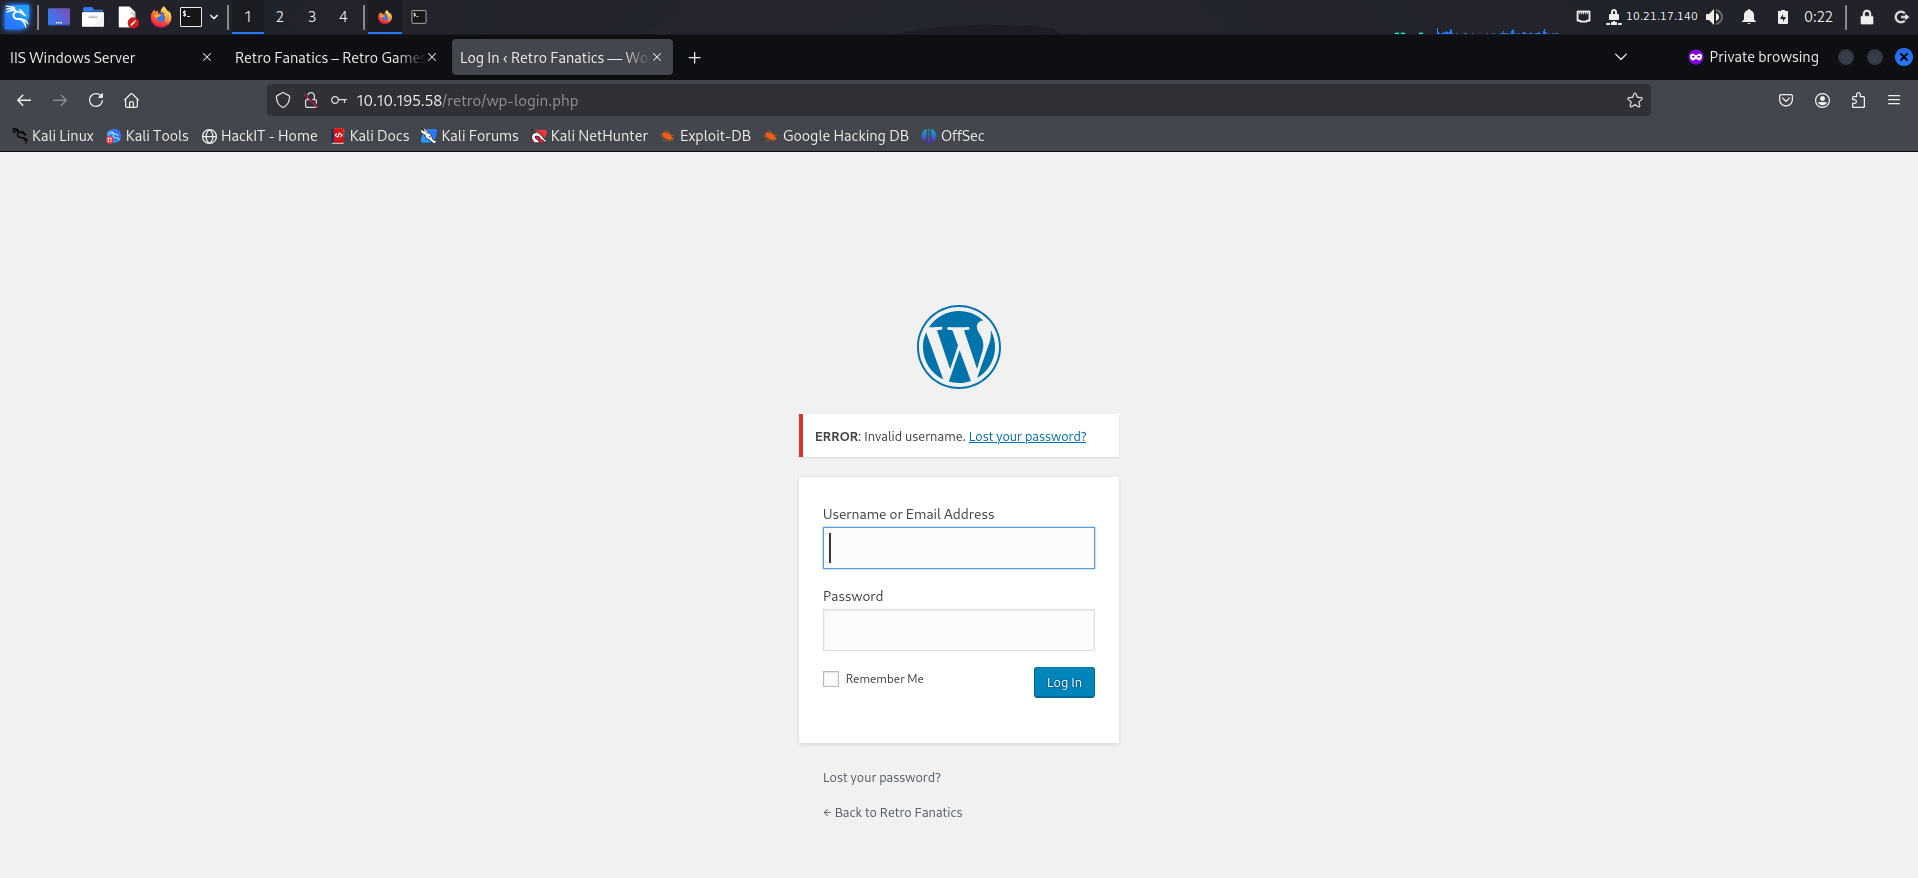 1 2 3 4 10.21.17.140 0:22
IIS Windows Server Retro Fanatics – Retro Games Log In ‹ Retro Fanatics — Wo Private browsing
10.10.195.58/retro/wp-login.php
Kali Linux Kali Tools HackIT - Home Kali Docs Kali Forums Kali NetHunter Exploit-DB Google Hacking DB OffSec
ERROR: Invalid username. Lost your password?
Username or Email Address
Password
Remember Me Log In
Lost your password?
← Back to Retro Fanatics